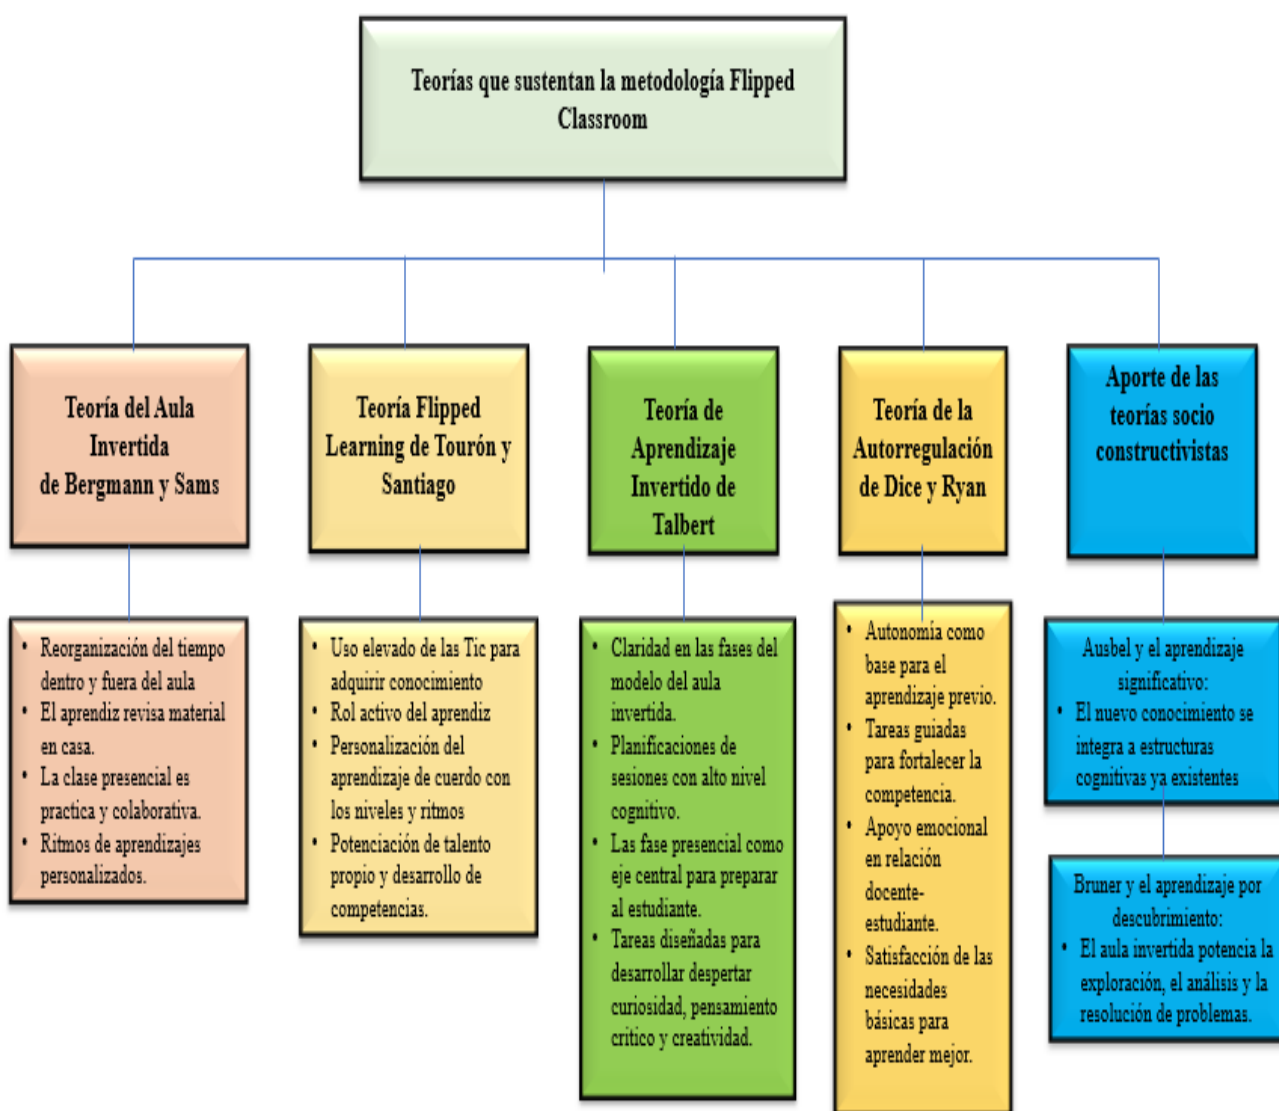 Teorías que sustentan la metodología Flipped
Classroom
Teoría del Aula
Invertida
de Bergmann y Sams
Teoría Flipped
Learning de Tourón y
Santiago
Teoría de
Aprendizaje
Invertido de
Talbert
Teoría de la
Autorregulación
de Dice y Ryan
Aporte de las
teorías socio
constructivistas
• Reorganización del tiempo
dentro y fuera del aula
• El aprendiz revisa material
en casa.
• La clase presencial es
practica y colaborativa.
• Ritmos de aprendizajes
personalizados.
• Uso elevado de las Tic para
adquirir conocimiento
• Rol activo del aprendiz
• Personalización del
aprendizaje de cuerdo con
los niveles y ritmos
• Potenciación de talento
propio y desarrollo de
competencias.
• Claridad en las fases del
modelo del aula
invertida.
• Planificaciones de
sesiones con alto nivel
cognitivo.
• Las fase presencial como
eje central para preparar
al estudiante.
• Tareas diseñadas para
desarrollar despertar
curiosidad, pensamiento
critico y creatividad.
• Autonomía como
base para el
aprendizaje previo.
• Tareas guiadas
para fortalecer la
competencia.
• Apoyo emocional
en relación
docente-
estudiante.
• Satisfacción de las
necesidades
básicas para
aprender mejor.
Ausbel y el aprendizaje
significativo:
• El nuevo conocimiento se
integra a estructuras
cognitivas ya existentes
Bruner y el aprendizaje por
descubrimiento:
• El aula invertida potencia la
exploración, el análisis y la
resolución de problemas.